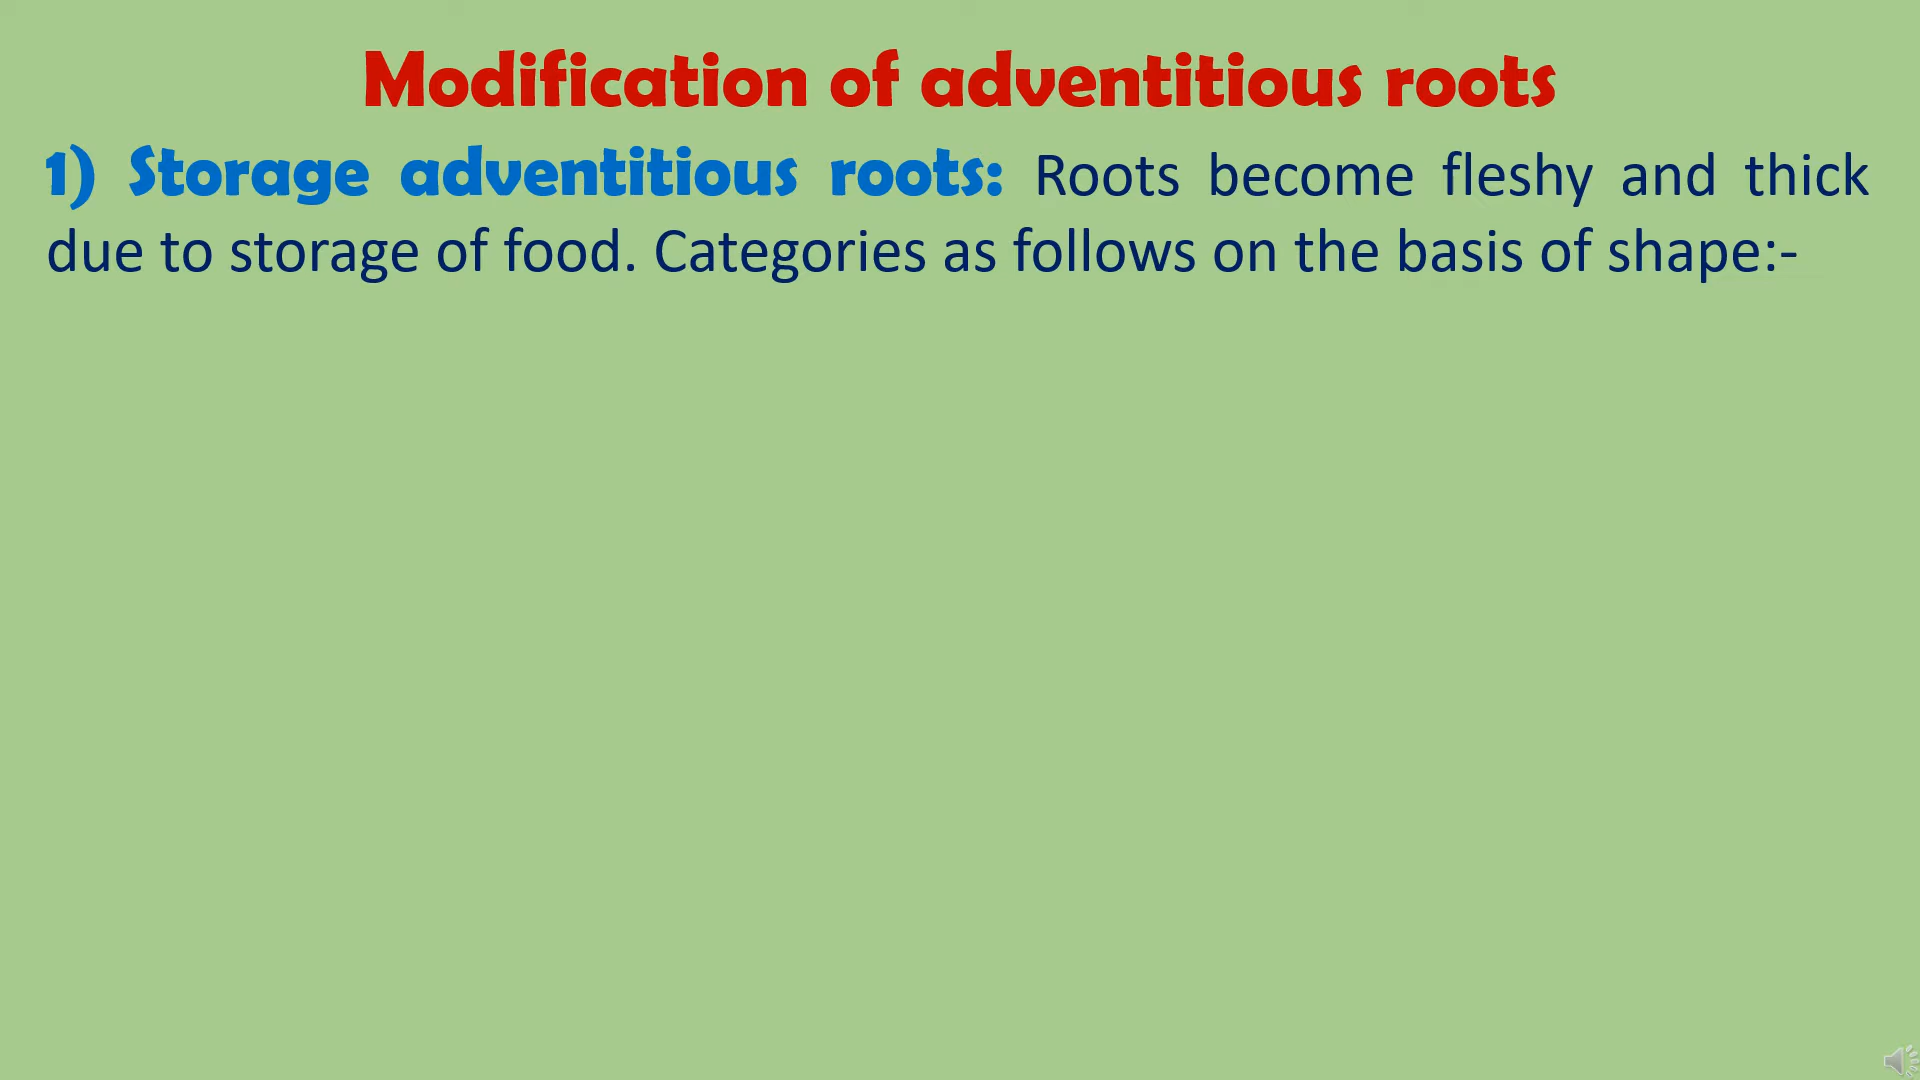 Modification of adventitious roots
1) Storage adventitious roots: Roots become fleshy and thick
due to storage of food. Categories as follows on the basis of shape:-